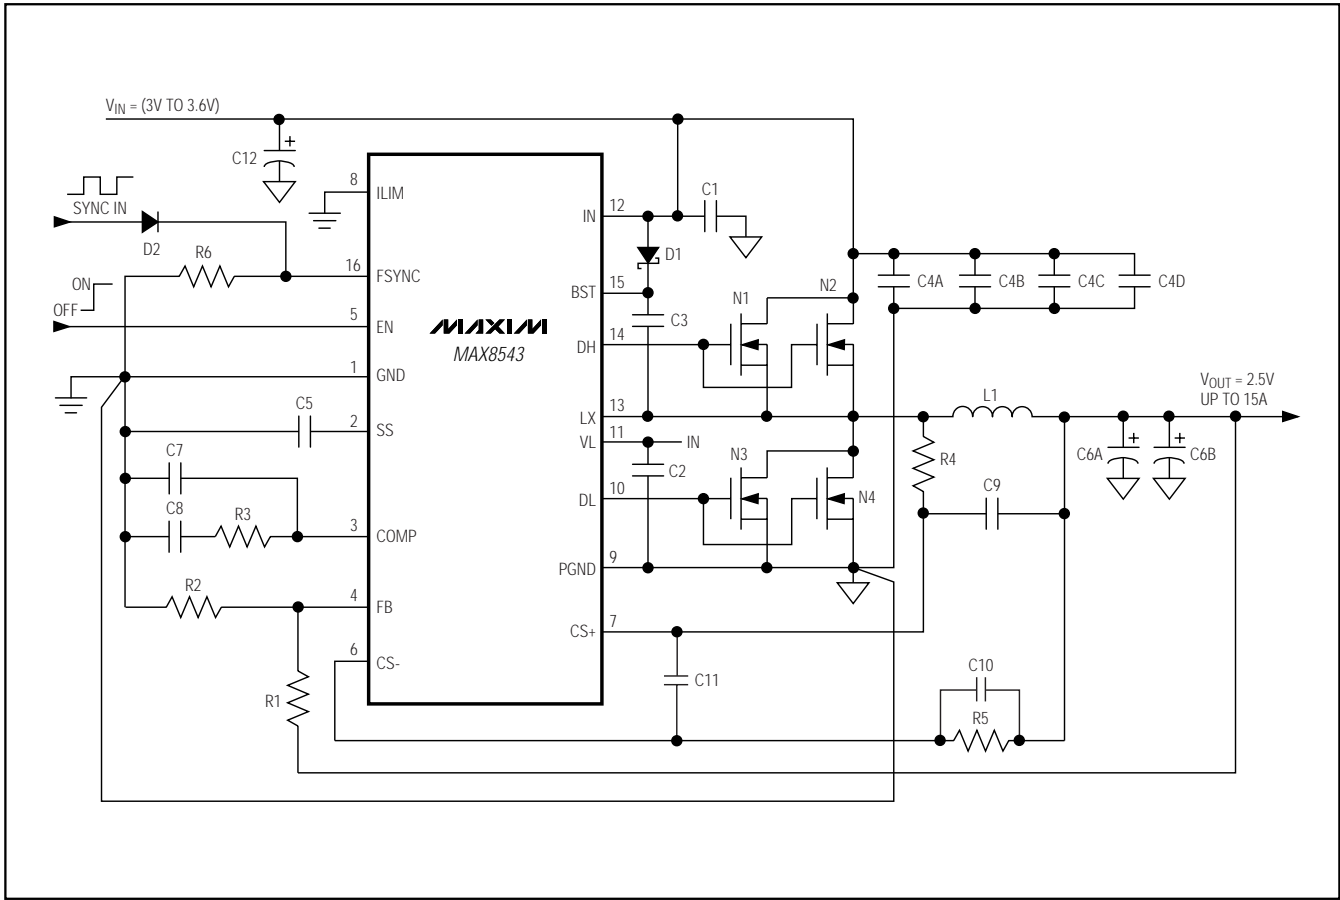 VIN = (3V TO 3.6V)
C12
+
8
ILIM
SYNC IN
D2
R6
16
FSYNC
ON
OFF
5
EN
1
GND
C5
2
SS
C7
C8
R3
3
COMP
R2
4
FB
6
CS-
R1
MAXIM
MAX8543
IN
12
C1
D1
BST
15
C3
N1
N2
DH
14
LX
13
VL
11
IN
C2
N3
N4
DL
10
PGND
9
CS+
7
C11
C4A
C4B
C4C
C4D
L1
R4
C9
C10
R5
C6A
+
C6B
+
VOUT = 2.5V
UP TO 15A